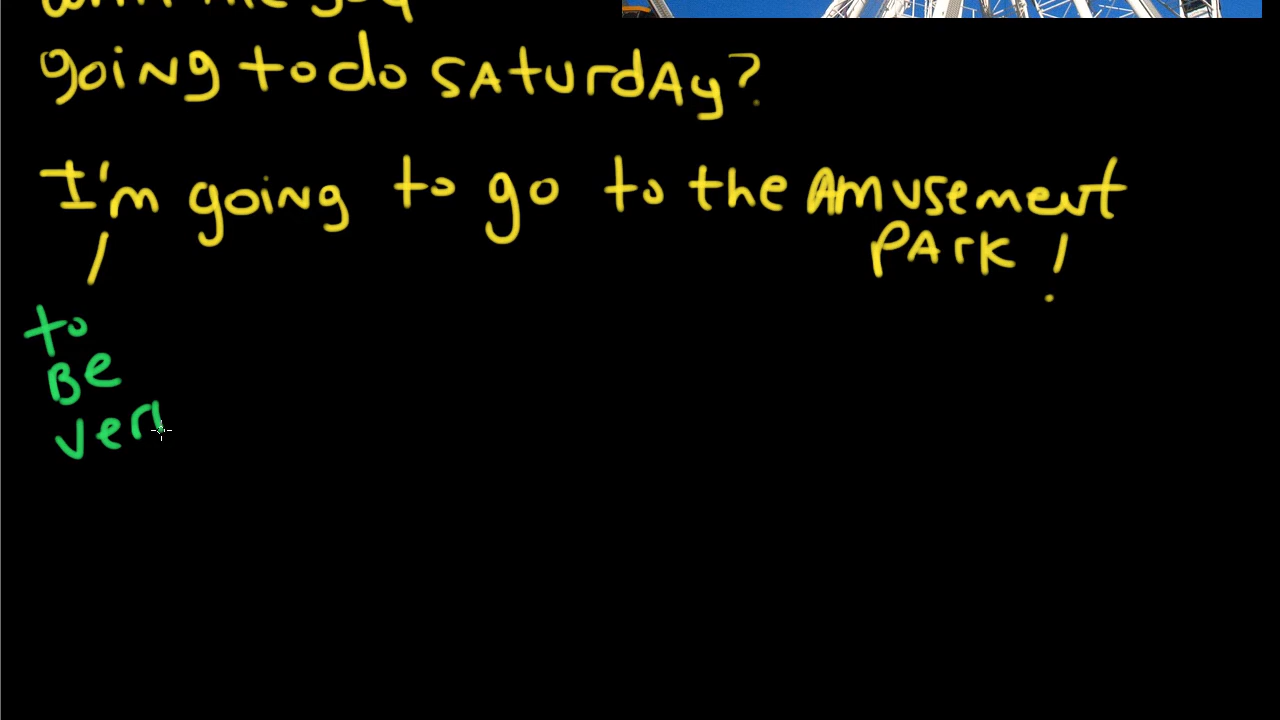 going to do SAturdAy?
I'm going to go to the Amusement
PArk!
to
Be
ver